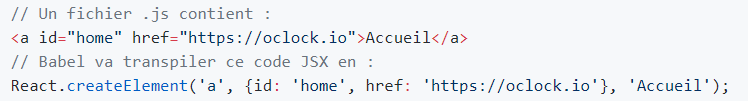 // Un fichier .js contient :
<a id="home" href="https://oclock.io">Accueil</a>
// Babel va transpiler ce code JSX en :
React.createElement('a', {id: 'home', href: 'https://oclock.io'}, 'Accueil');